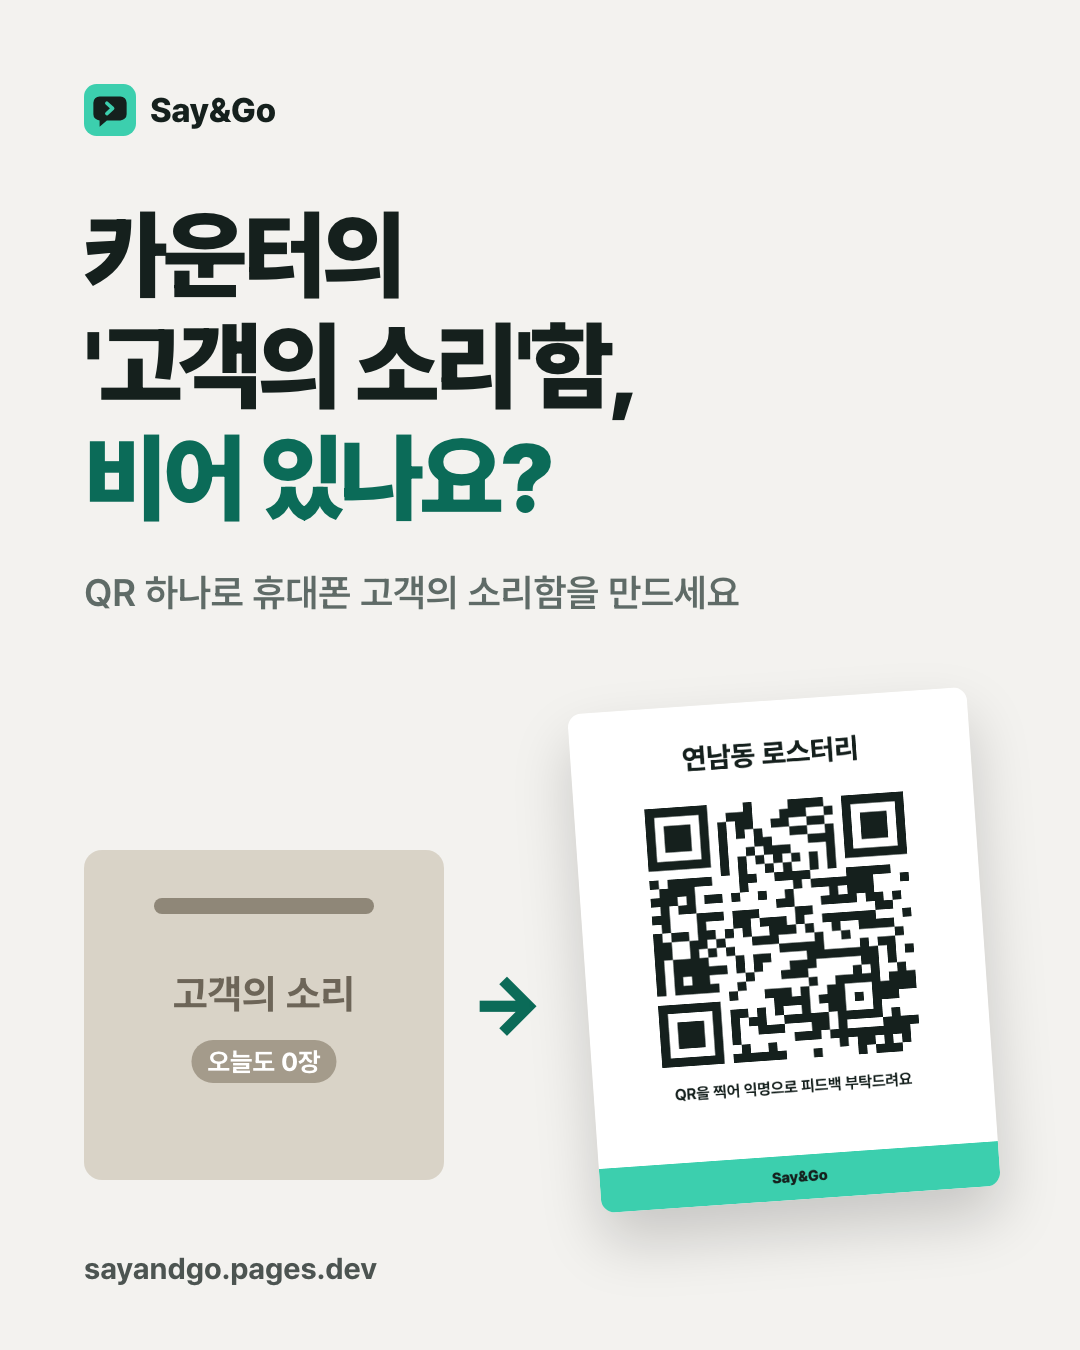 Say&Go
카운터의
'고객의 소리'함,
비어 있나요?
QR 하나로 휴대폰 고객의 소리함을 만드세요
연남동 로스터리
고객의 소리
오늘도 0장
QR을 찍어 익명으로 피드백 부탁드려요
Say&Go
sayandgo.pages.dev